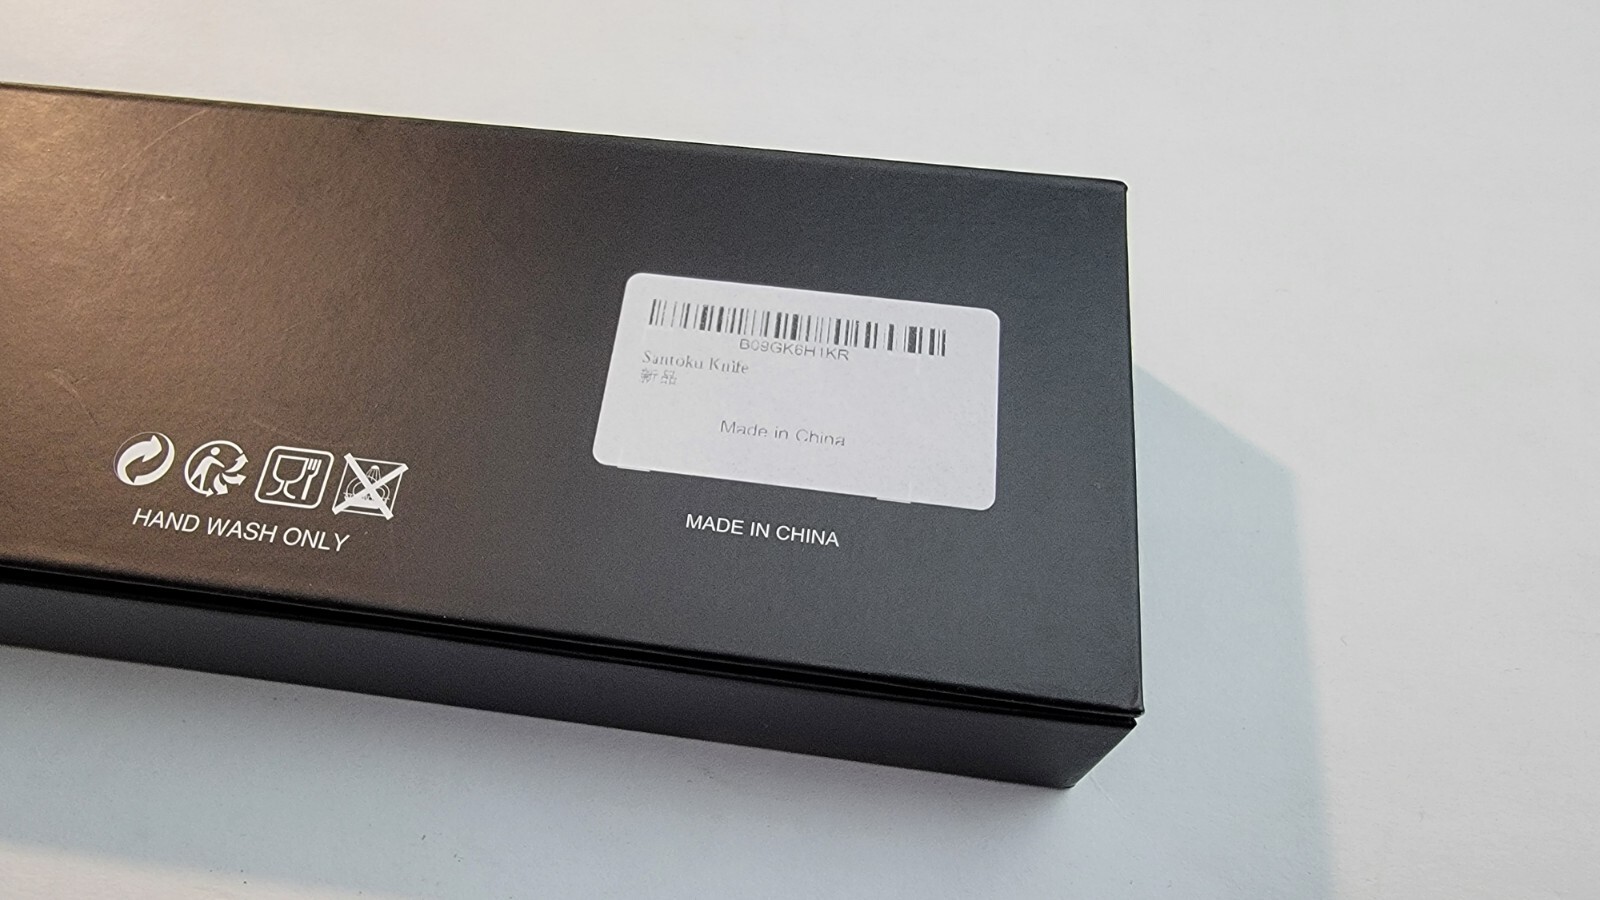 B09GK6H1KR
Santoku Knife
新品
Made in China
HAND WASH ONLY
MADE IN CHINA